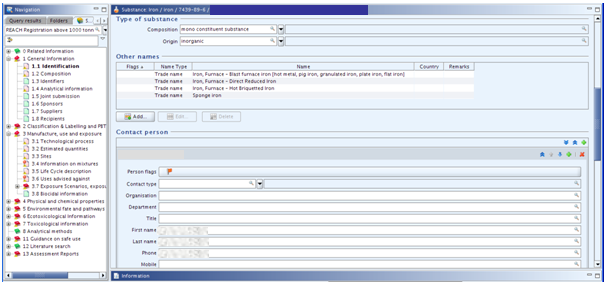 Navigation
Query results Folders 1...
REACH Registration above 1000 tonn
0 Related information
1 General information
1.1 Identification
1.2 Composition
1.3 Identifiers
1.4 Analytical information
1.5 Joint submission
1.6 Sponsors
1.7 Suppliers
1.8 Recipients
2 Classification & Labelling and PBT
3 Manufacture, use and exposure
3.1 Technological process
3.2 Estimated quantities
3.3 Sites
3.4 Information on mixtures
3.5 Life Cycle description
3.6 Uses advised against
3.7 Exposure Scenarios, exposu
3.8 Biocidal information
4 Physical and chemical properties
5 Environmental fate and pathways
6 Ecotoxicological Information
7 Toxicological information
8 Analytical methods
11 Guidance on safe use
12 Literature search
13 Assessment Reports
Substance: Iron / iron / 7439-89-6 /
Type of substance
Composition mono constituent substance
Origin inorganic
Other names
Flags Name Type Name Country Remarks
Trade name Iron, Furnace - Blast furnace iron [hot metal, pig iron, granulated iron, plate iron, flat iron]
Trade name Iron, Furnace - Direct Reduced Iron
Trade name Iron, Furnace - Hot Briquetted Iron
Trade name Sponge iron
Add... Edit... Delete
Contact person
Person flags
Contact type
Organisation
Department
Title
First name
Last name
Phone
Mobile
Information